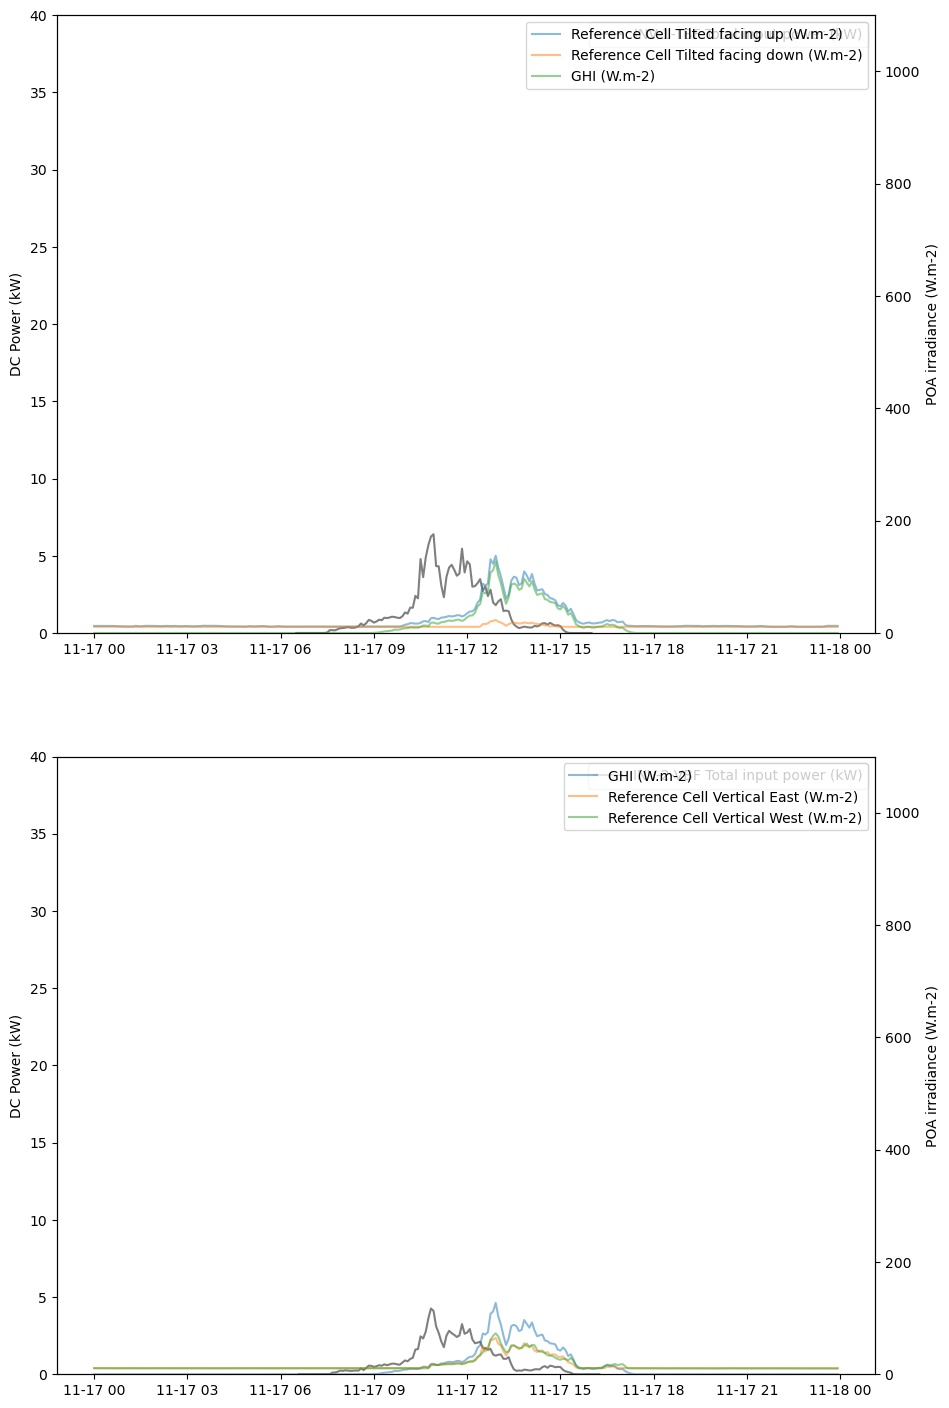 40
35
30
25
20
15
10
5
0
DC Power (kW)
Reference Cell Tilted facing up (W.m-2)
Reference Cell Tilted facing down (W.m-2)
GHI (W.m-2)
1000
800
600
400
200
0
POA irradiance (W.m-2)
11-17 00 11-17 03 11-17 06 11-17 09 11-17 12 11-17 15 11-17 18 11-17 21 11-18 00
40
35
30
25
20
15
10
5
0
DC Power (kW)
GHI (W.m-2) Total input power (kW)
Reference Cell Vertical East (W.m-2)
Reference Cell Vertical West (W.m-2)
1000
800
600
400
200
0
POA irradiance (W.m-2)
11-17 00 11-17 03 11-17 06 11-17 09 11-17 12 11-17 15 11-17 18 11-17 21 11-18 00